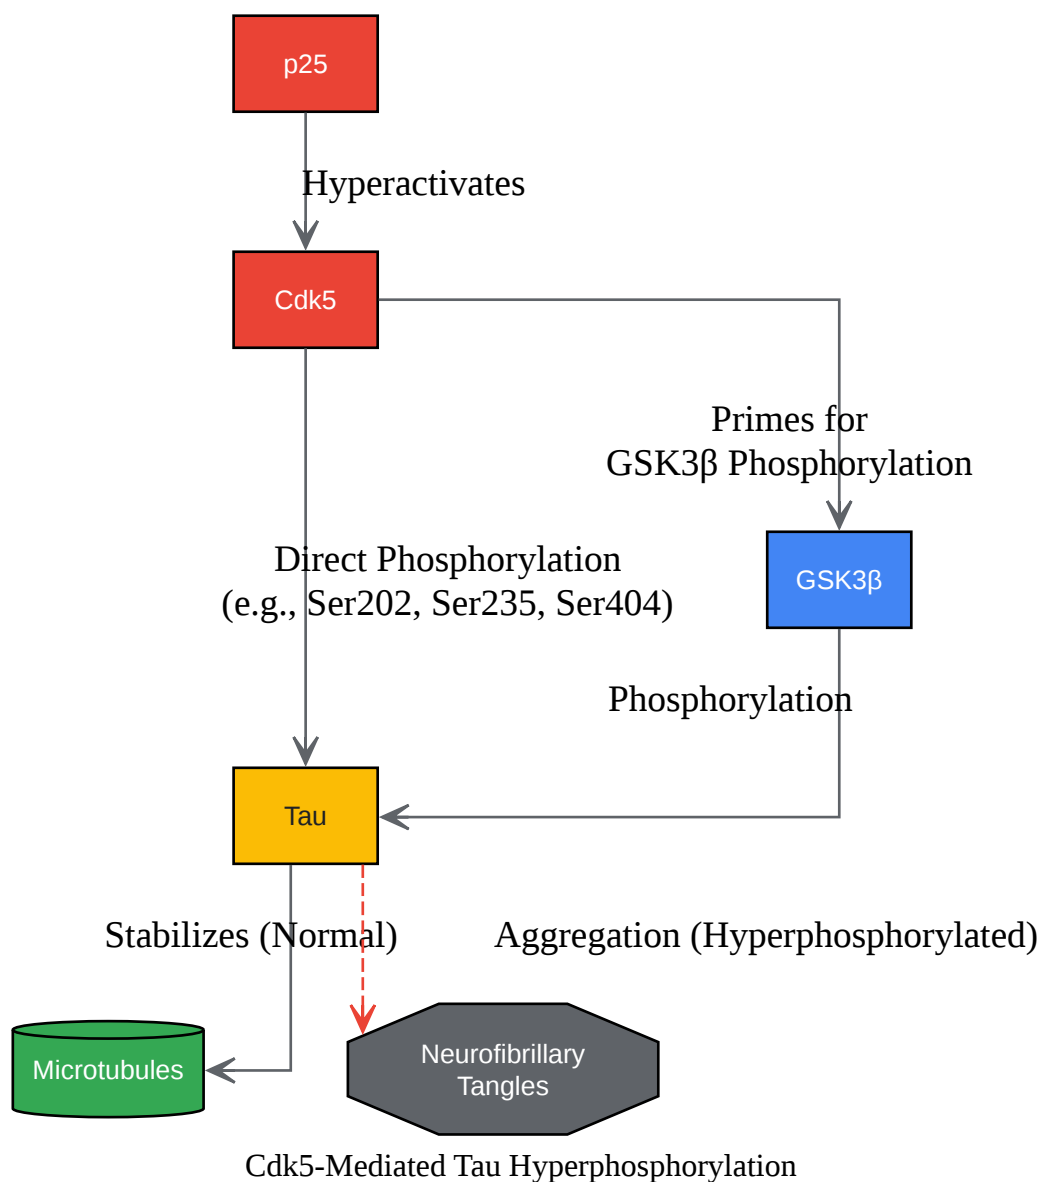 p25
Hyperactivates
Cdk5
Primes for
GSK3β Phosphorylation
Direct Phosphorylation
(e.g., Ser202, Ser235, Ser404)
GSK3β
Phosphorylation
Tau
Stabilizes (Normal)
Aggregation (Hyperphosphorylated)
Microtubules
Neurofibrillary
Tangles
Cdk5-Mediated Tau Hyperphosphorylation